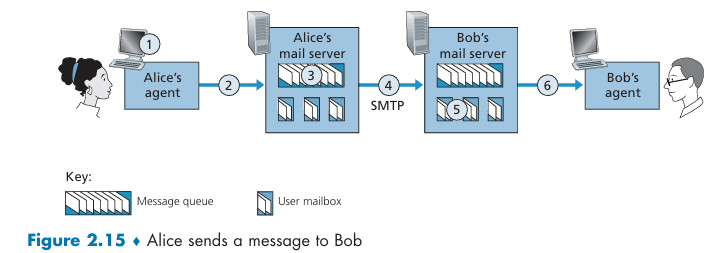 1
Alice's
agent
2
Alice's
mail server
3
4
SMTP
Bob's
mail server
5
6
Bob's
agent
Key:
Message queue
User mailbox
Figure 2.15 ♦ Alice sends a message to Bob